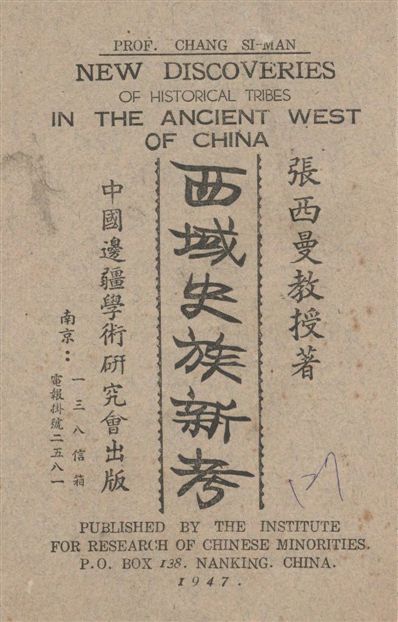 PROF. CHANG SI-MAN
NEW DISCOVERIES
OF HISTORICAL TRIBES
IN THE ANCIENT WEST
OF CHINA
張西曼教授著
西域史族新考
中國邊疆學術研究會出版
南京：
一三八信箱
電報掛號二五八一
127
PUBLISHED BY THE INSTITUTE
FOR RESEARCH OF CHINESE MINORITIES.
P.O. BOX 138. NANKING. CHINA.
1947.